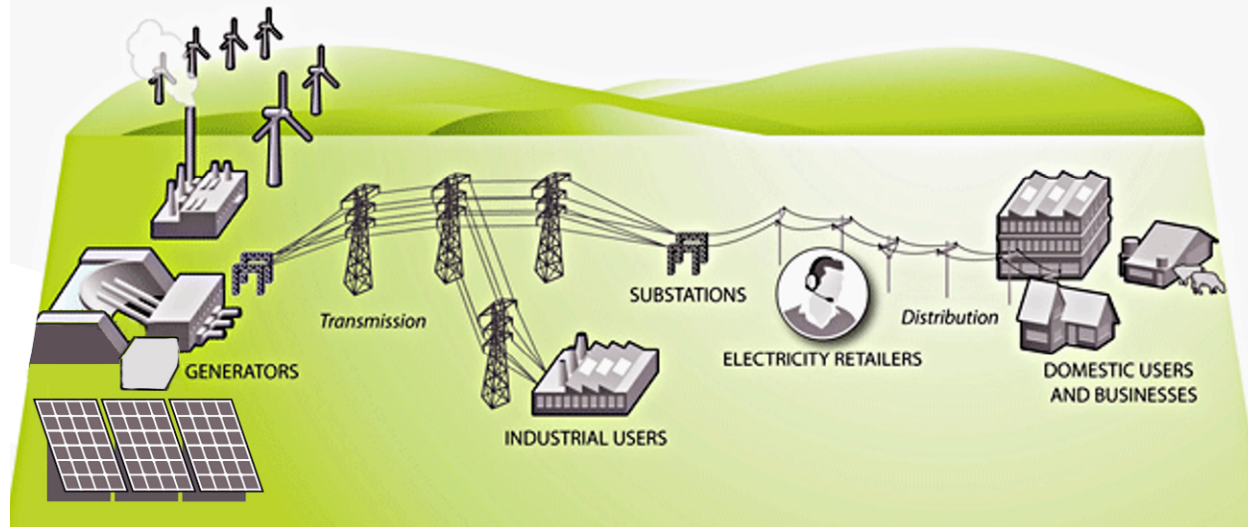 Transmission
GENERATORS
INDUSTRIAL USERS
SUBSTATIONS
ELECTRICITY RETAILERS
Distribution
DOMESTIC USERS
AND BUSINESSES